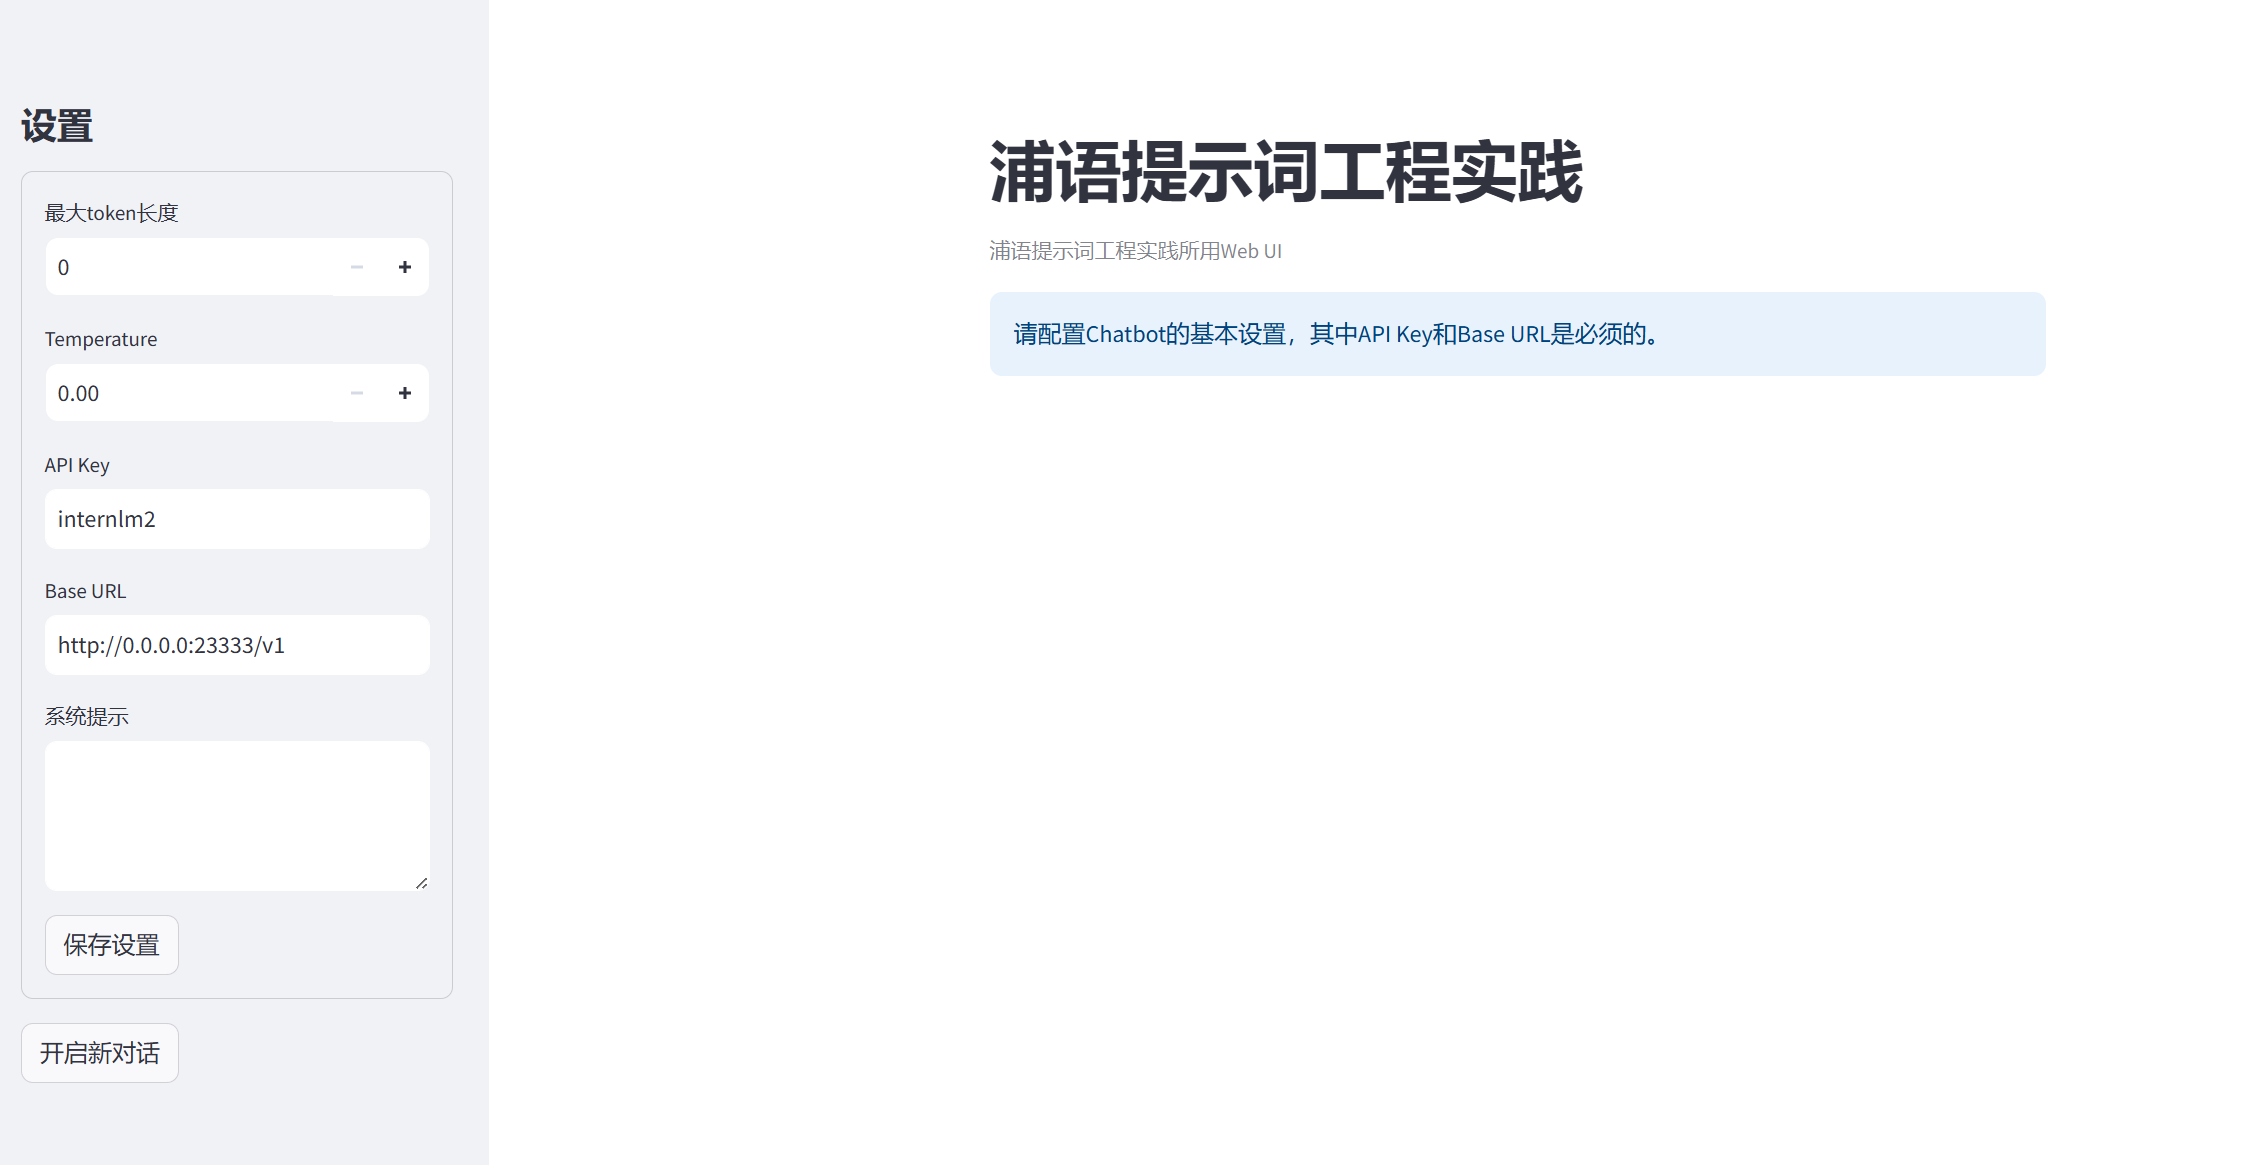 设置
最大token长度
0
Temperature
0.00
API Key
internlm2
Base URL
http://0.0.0.0:23333/v1
系统提示
保存设置
开启新对话
浦语提示词工程实践
浦语提示词工程实践所用Web UI
请配置Chatbot的基本设置，其中API Key和Base URL是必须的。